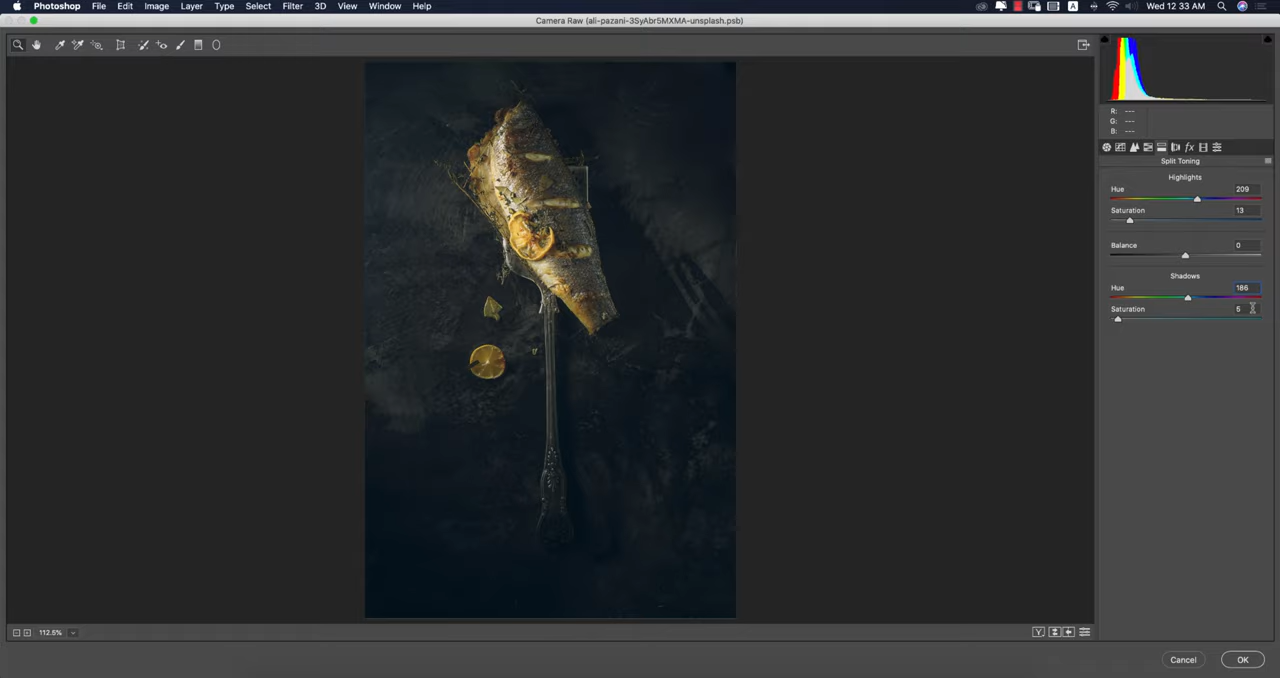 Photoshop File Edit Image Layer Type Select Filter 3D View Window Help A Wed 12 33 AM
Camera Raw (ali-pazani-3SyAbr5MXMA-unsplash.psb)
R: ---
G: ---
B: ---
fx
Split Toning
Highlights
Hue 209
Saturation 13
Balance 0
Shadows
Hue 186
Saturation 5
112.5% Y
Cancel OK